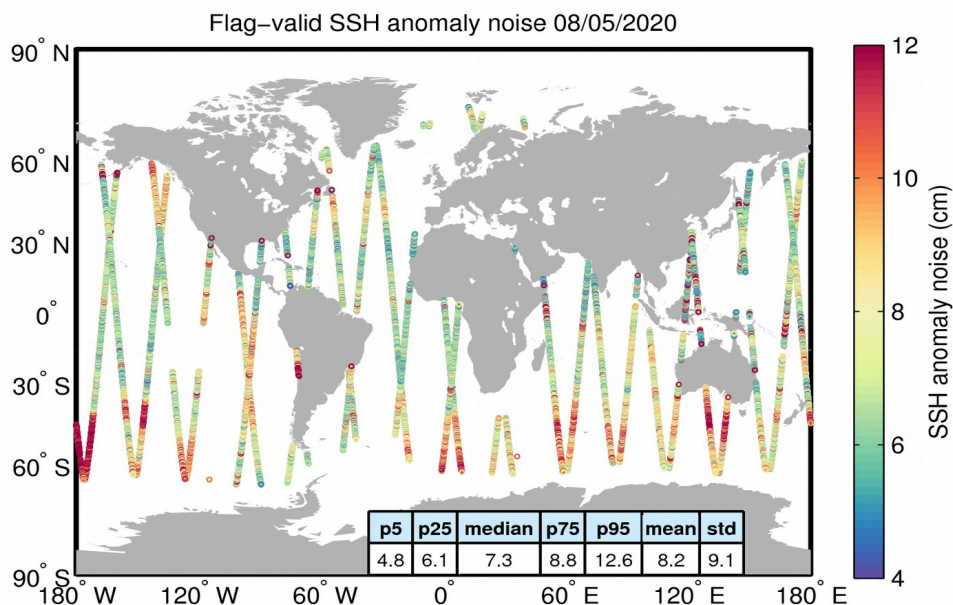 Flag−valid SSH anomaly noise 08/05/2020
90° N
60° N
30° N
0°
30° S
60° S
90° S
180° W
120° W
60° W
0°
60° E
120° E
180° E
p5 p25 median p75 p95 mean std
4.8 6.1 7.3 8.8 12.6 8.2 9.1
12
10
8
6
4
SSH anomaly noise (cm)